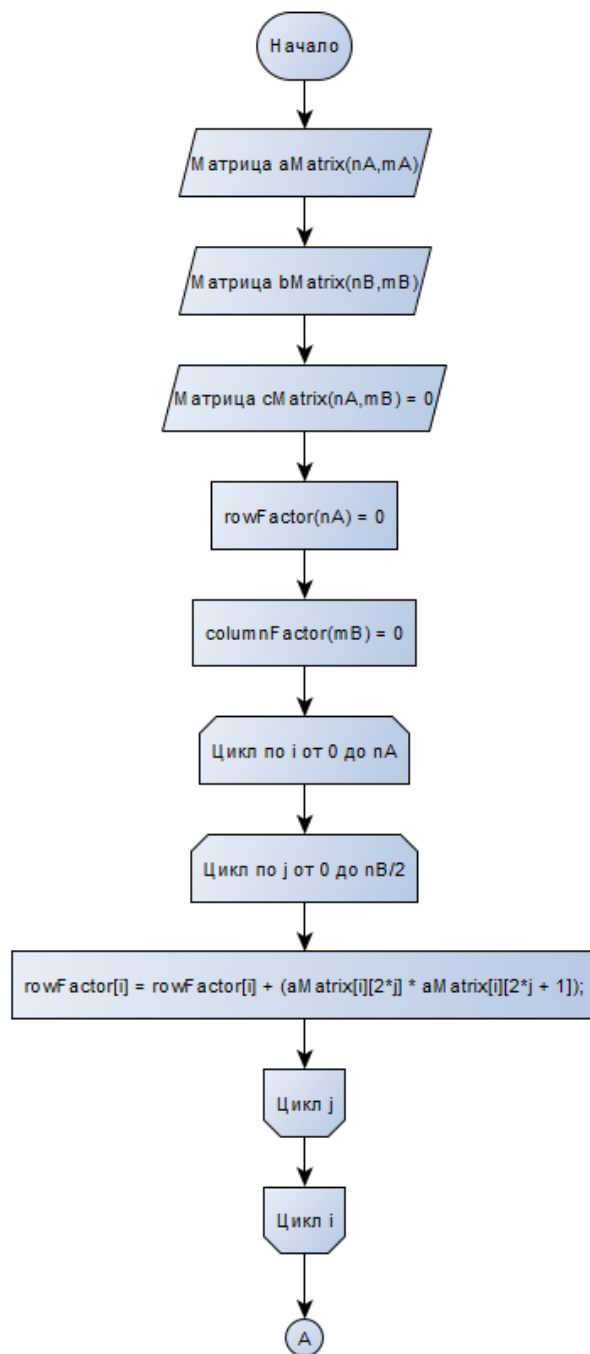 Начало
Матрица aMatrix(nA,mA)
Матрица bMatrix(nB,mB)
Матрица cMatrix(nA,mB) = 0
rowFactor(nA) = 0
columnFactor(mB) = 0
Цикл по i от 0 до nA
Цикл по j от 0 до nB/2
rowFactor[i] = rowFactor[i] + (aMatrix[i][2*j] * aMatrix[i][2*j + 1]);
Цикл j
Цикл i
A